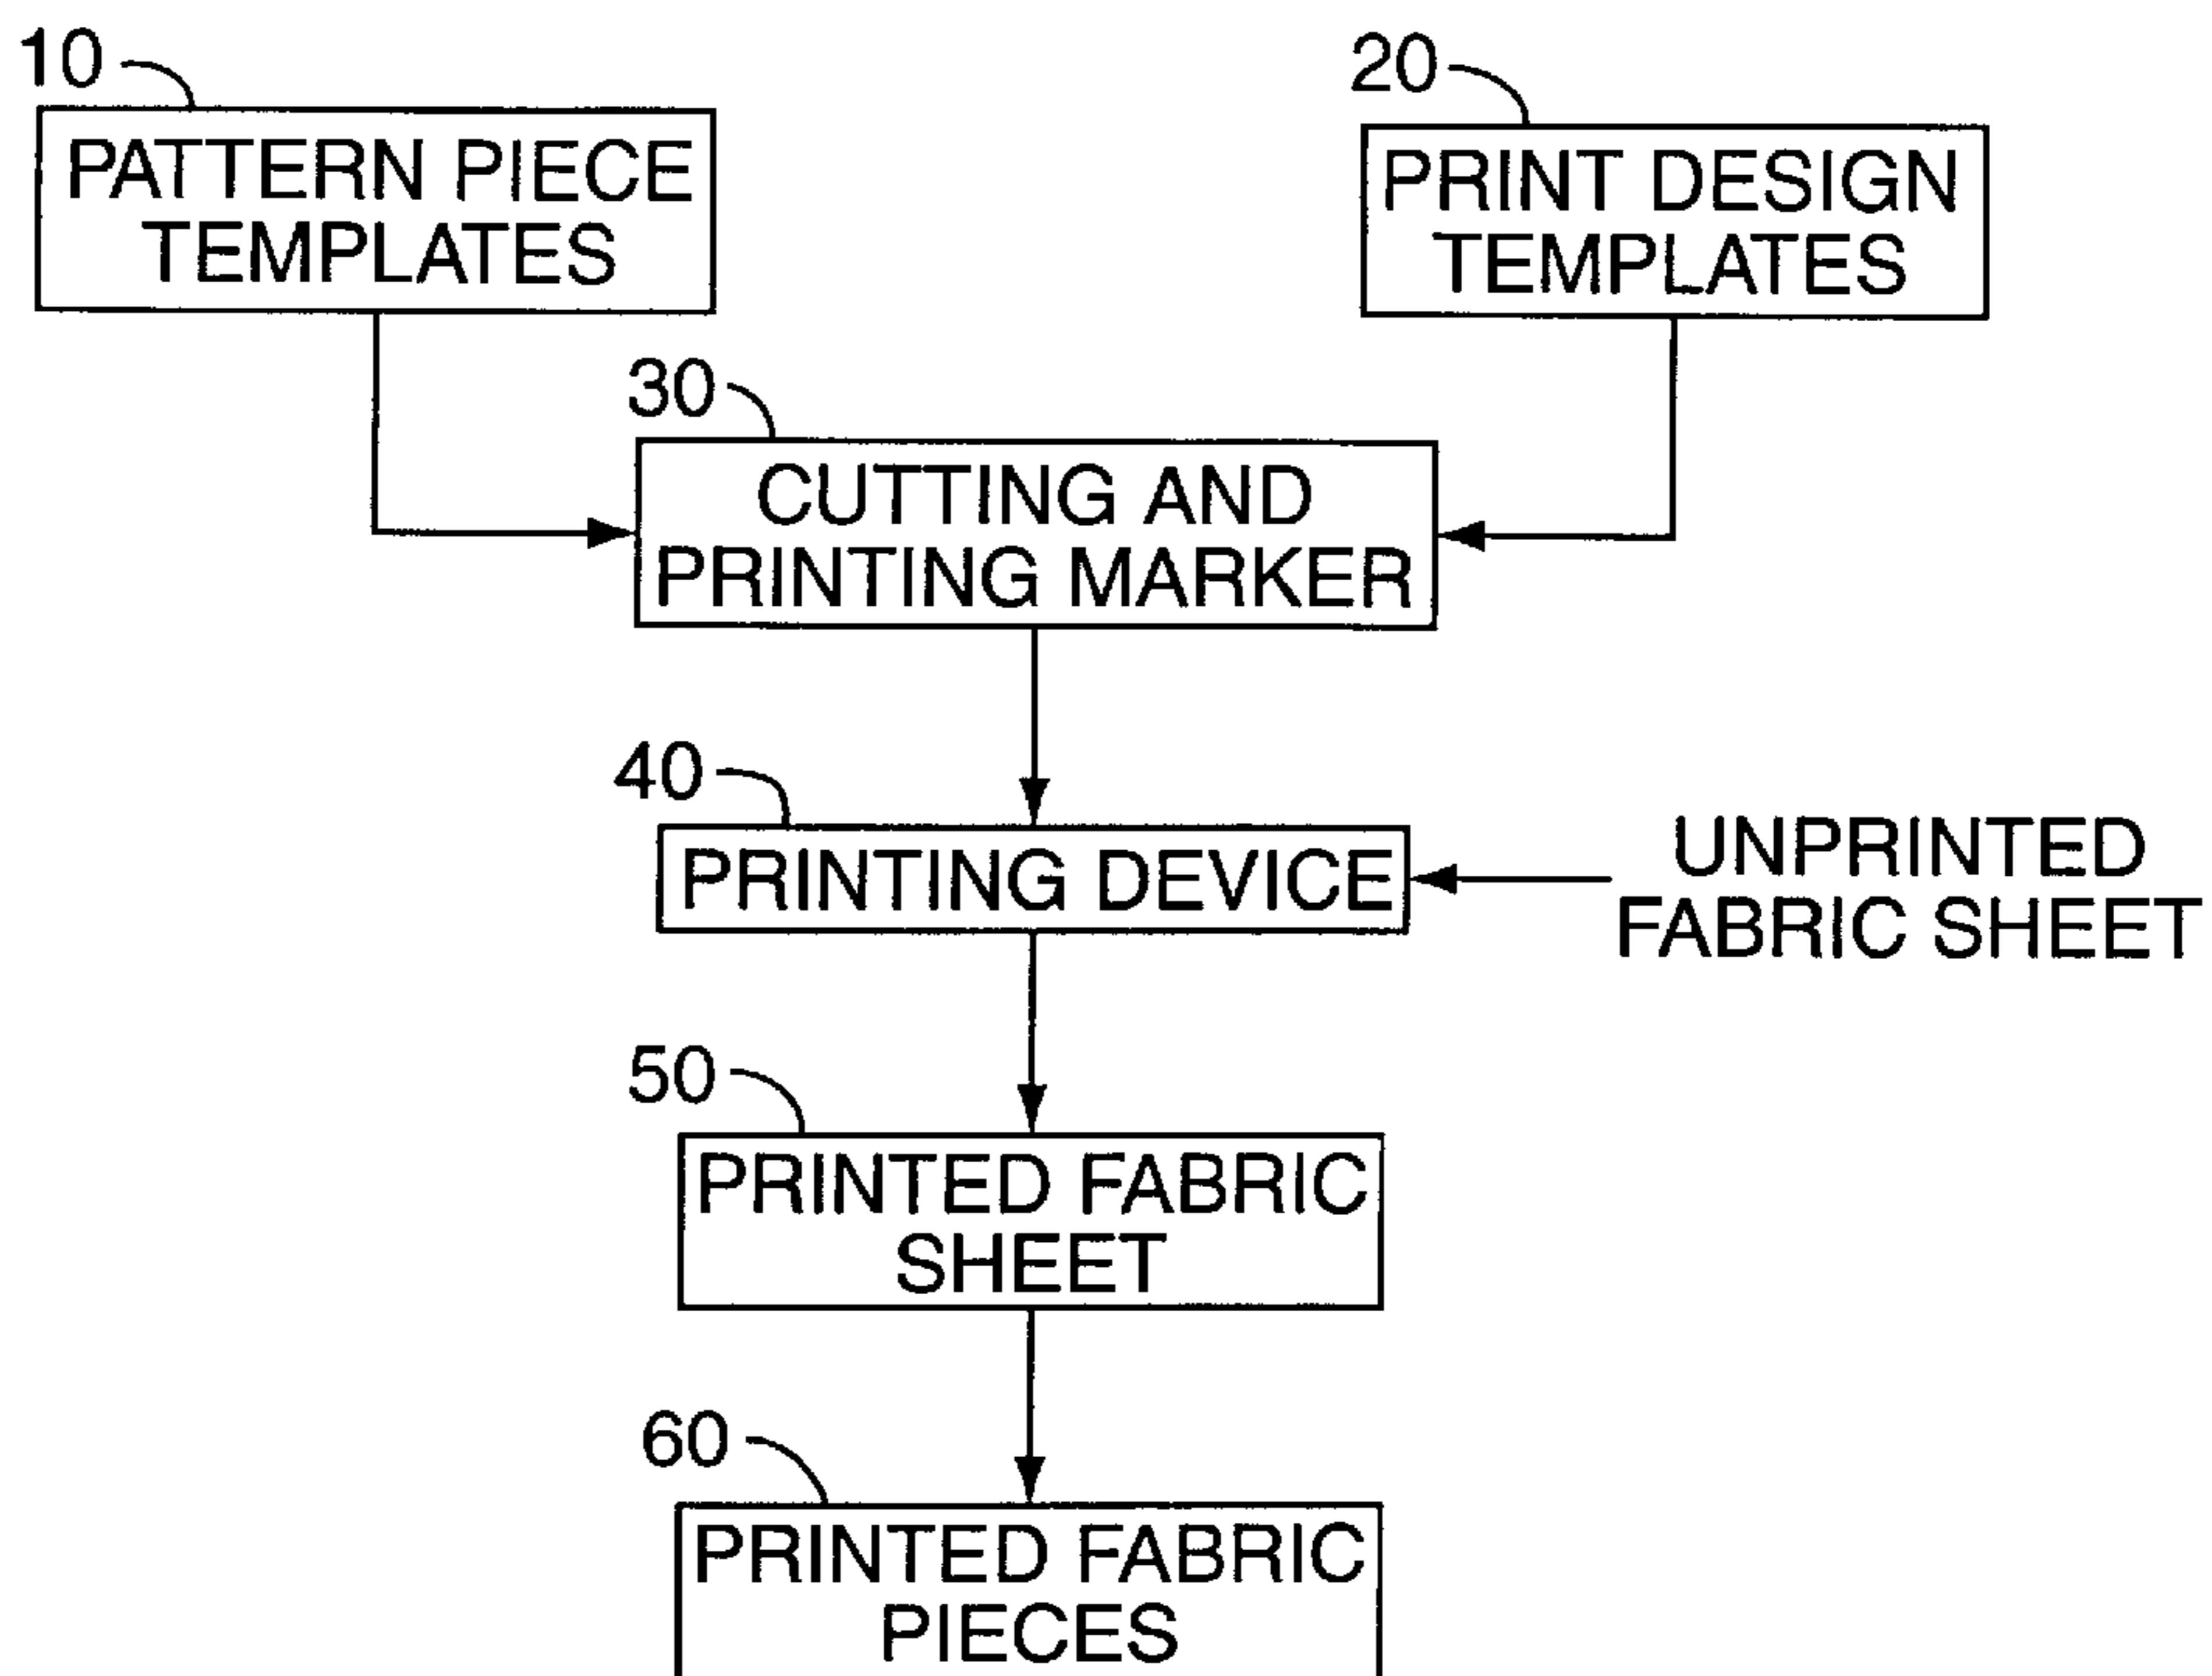 10
PATTERN PIECE
TEMPLATES
20
PRINT DESIGN
TEMPLATES
30
CUTTING AND
PRINTING MARKER
40
PRINTING DEVICE
UNPRINTED
FABRIC SHEET
50
PRINTED FABRIC
SHEET
60
PRINTED FABRIC
PIECES